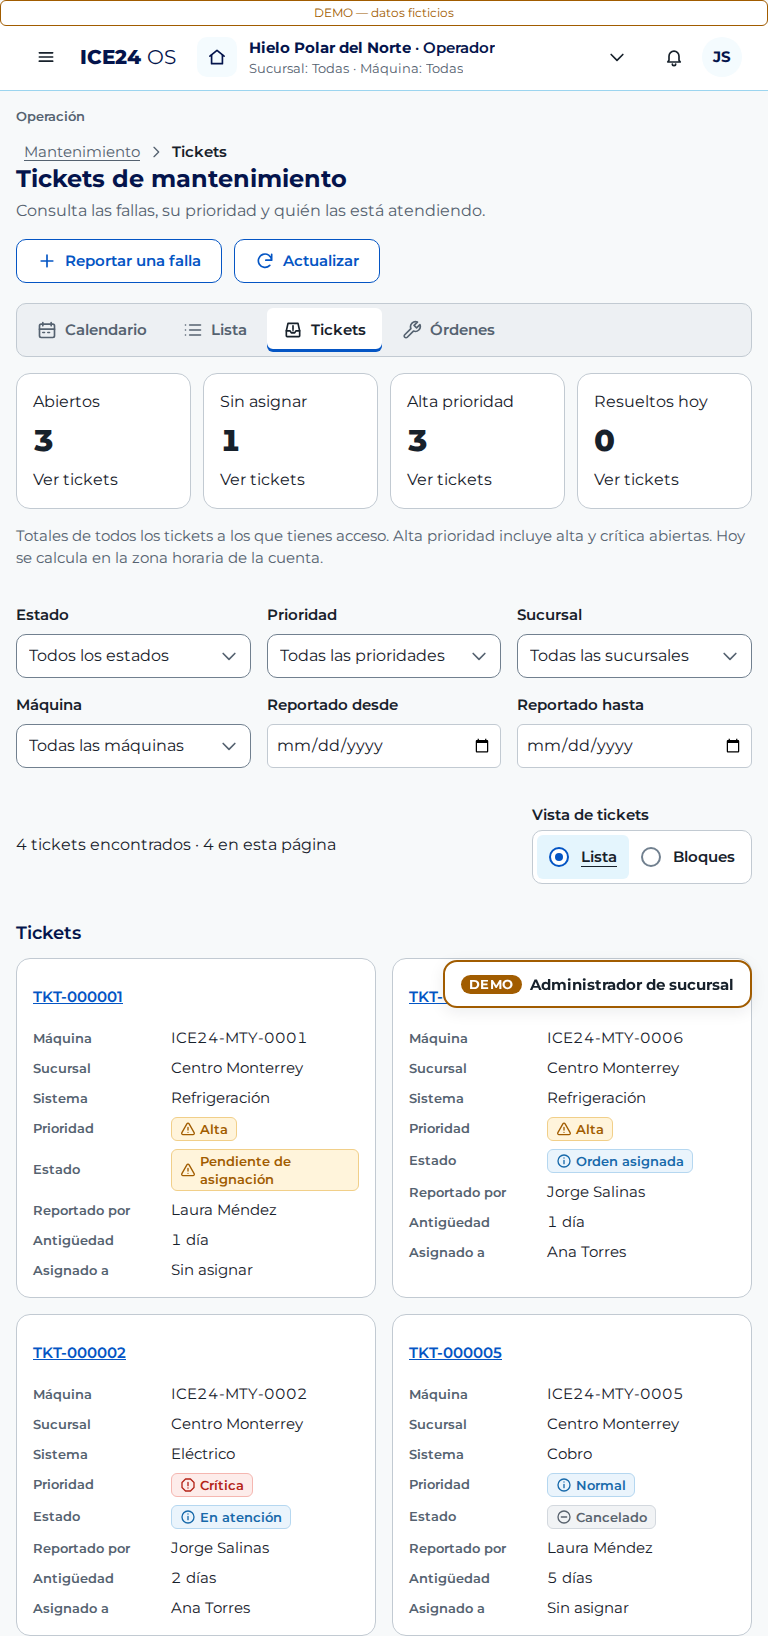 DEMO — datos ficticios
ICE24 OS
Hielo Polar del Norte · Operador
Sucursal: Todas · Máquina: Todas
JS
Operación
Mantenimiento > Tickets
Tickets de mantenimiento
Consulta las fallas, su prioridad y quién las está atendiendo.
Reportar una falla
Actualizar
Calendario
Lista
Tickets
Órdenes
Abiertos
3
Ver tickets
Sin asignar
1
Ver tickets
Alta prioridad
3
Ver tickets
Resueltos hoy
0
Ver tickets
Totales de todos los tickets a los que tienes acceso. Alta prioridad incluye alta y crítica abiertas. Hoy
se calcula en la zona horaria de la cuenta.
Estado
Todos los estados
Prioridad
Todas las prioridades
Sucursal
Todas las sucursales
Máquina
Todas las máquinas
Reportado desde
mm/dd/yyyy
Reportado hasta
mm/dd/yyyy
4 tickets encontrados · 4 en esta página
Vista de tickets
Lista
Bloques
Tickets
TKT-000001
Máquina ICE24-MTY-0001
Sucursal Centro Monterrey
Sistema Refrigeración
Prioridad Alta
Estado Pendiente de
asignación
Reportado por Laura Méndez
Antigüedad 1 día
Asignado a Sin asignar
TKT-
DEMO Administrador de sucursal
Máquina ICE24-MTY-0006
Sucursal Centro Monterrey
Sistema Refrigeración
Prioridad Alta
Estado Orden asignada
Reportado por Jorge Salinas
Antigüedad 1 día
Asignado a Ana Torres
TKT-000002
Máquina ICE24-MTY-0002
Sucursal Centro Monterrey
Sistema Eléctrico
Prioridad Crítica
Estado En atención
Reportado por Jorge Salinas
Antigüedad 2 días
Asignado a Ana Torres
TKT-000005
Máquina ICE24-MTY-0005
Sucursal Centro Monterrey
Sistema Cobro
Prioridad Normal
Estado Cancelado
Reportado por Laura Méndez
Antigüedad 5 días
Asignado a Sin asignar